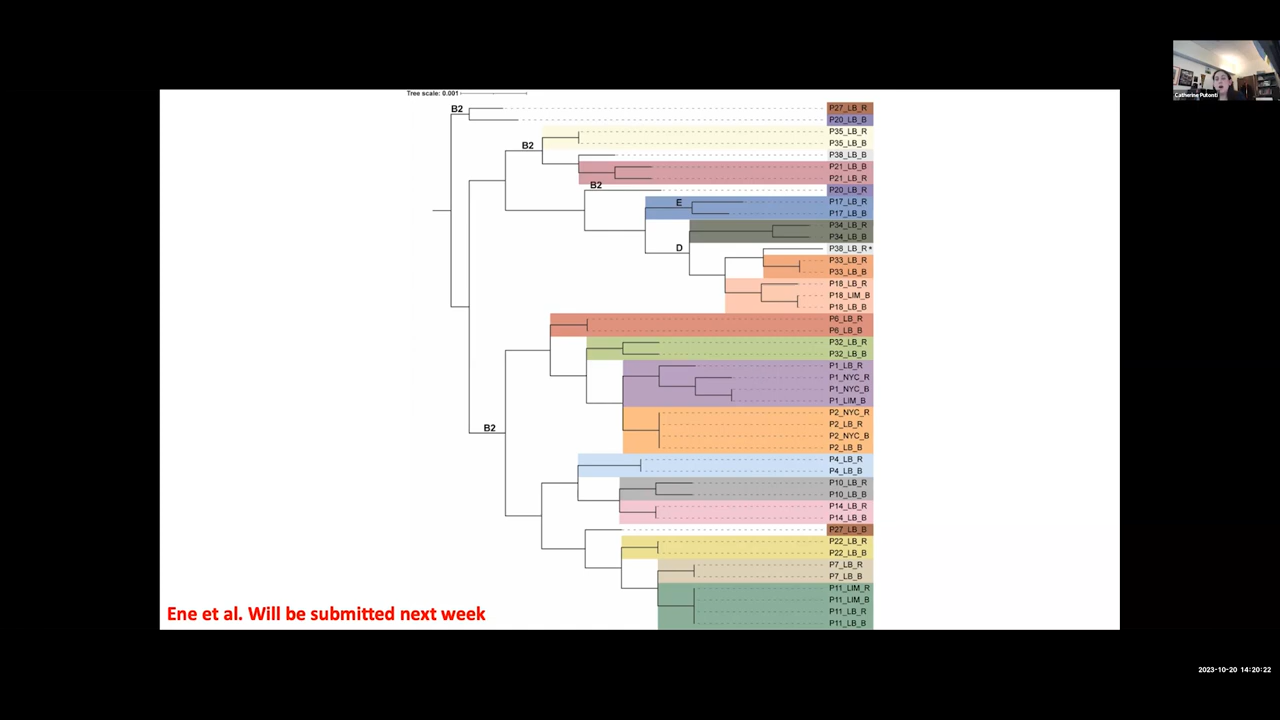 Tree scale: 0.001
B2
P27_LB_R
P20_LB_B
P35_LB_R
B2
P35_LB_B
P38_LB_B
P21_LB_B
P21_LB_R
B2
P20_LB_R
E
P17_LB_R
P17_LB_B
P34_LB_R
P34_LB_B
D
P38_LB_R*
P33_LB_R
P33_LB_B
P18_LB_R
P18_LIM_B
P18_LB_B
P6_LB_R
P6_LB_B
P32_LB_R
P32_LB_B
P1_LB_R
P1_NYC_R
P1_NYC_B
P1_LIM_B
P2_NYC_R
P2_LB_R
B2
P2_NYC_B
P2_LB_B
P4_LB_R
P4_LB_B
P10_LB_R
P10_LB_B
P14_LB_R
P14_LB_B
P27_LB_B
P22_LB_R
P22_LB_B
P7_LB_R
P7_LB_B
P11_LIM_R
P11_LIM_B
P11_LB_R
P11_LB_B
Ene et al. Will be submitted next week
Catherine Putonti
2023-10-20 14:20:22